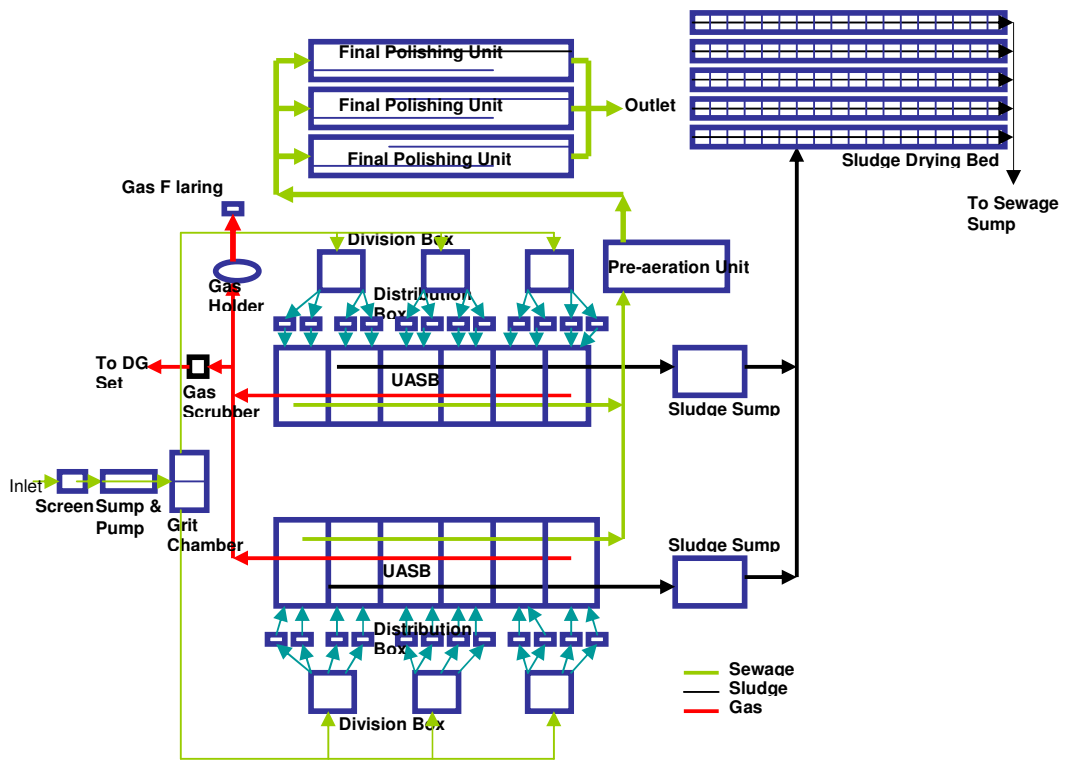 Final Polishing Unit
Final Polishing Unit
Outlet
Final Polishing Unit
Sludge Drying Bed
Gas F laring
To Sewage
Sump
Division Box
Pre-aeration Unit
Gas
Holder
Distribution
Box
To DG
Set
UASB
Gas
Scrubber
Sludge Sump
Inlet
Screen
Sump &
Pump
Grit
Chamber
Sludge Sump
UASB
Distribution
Box
Division Box
Sewage
Sludge
Gas